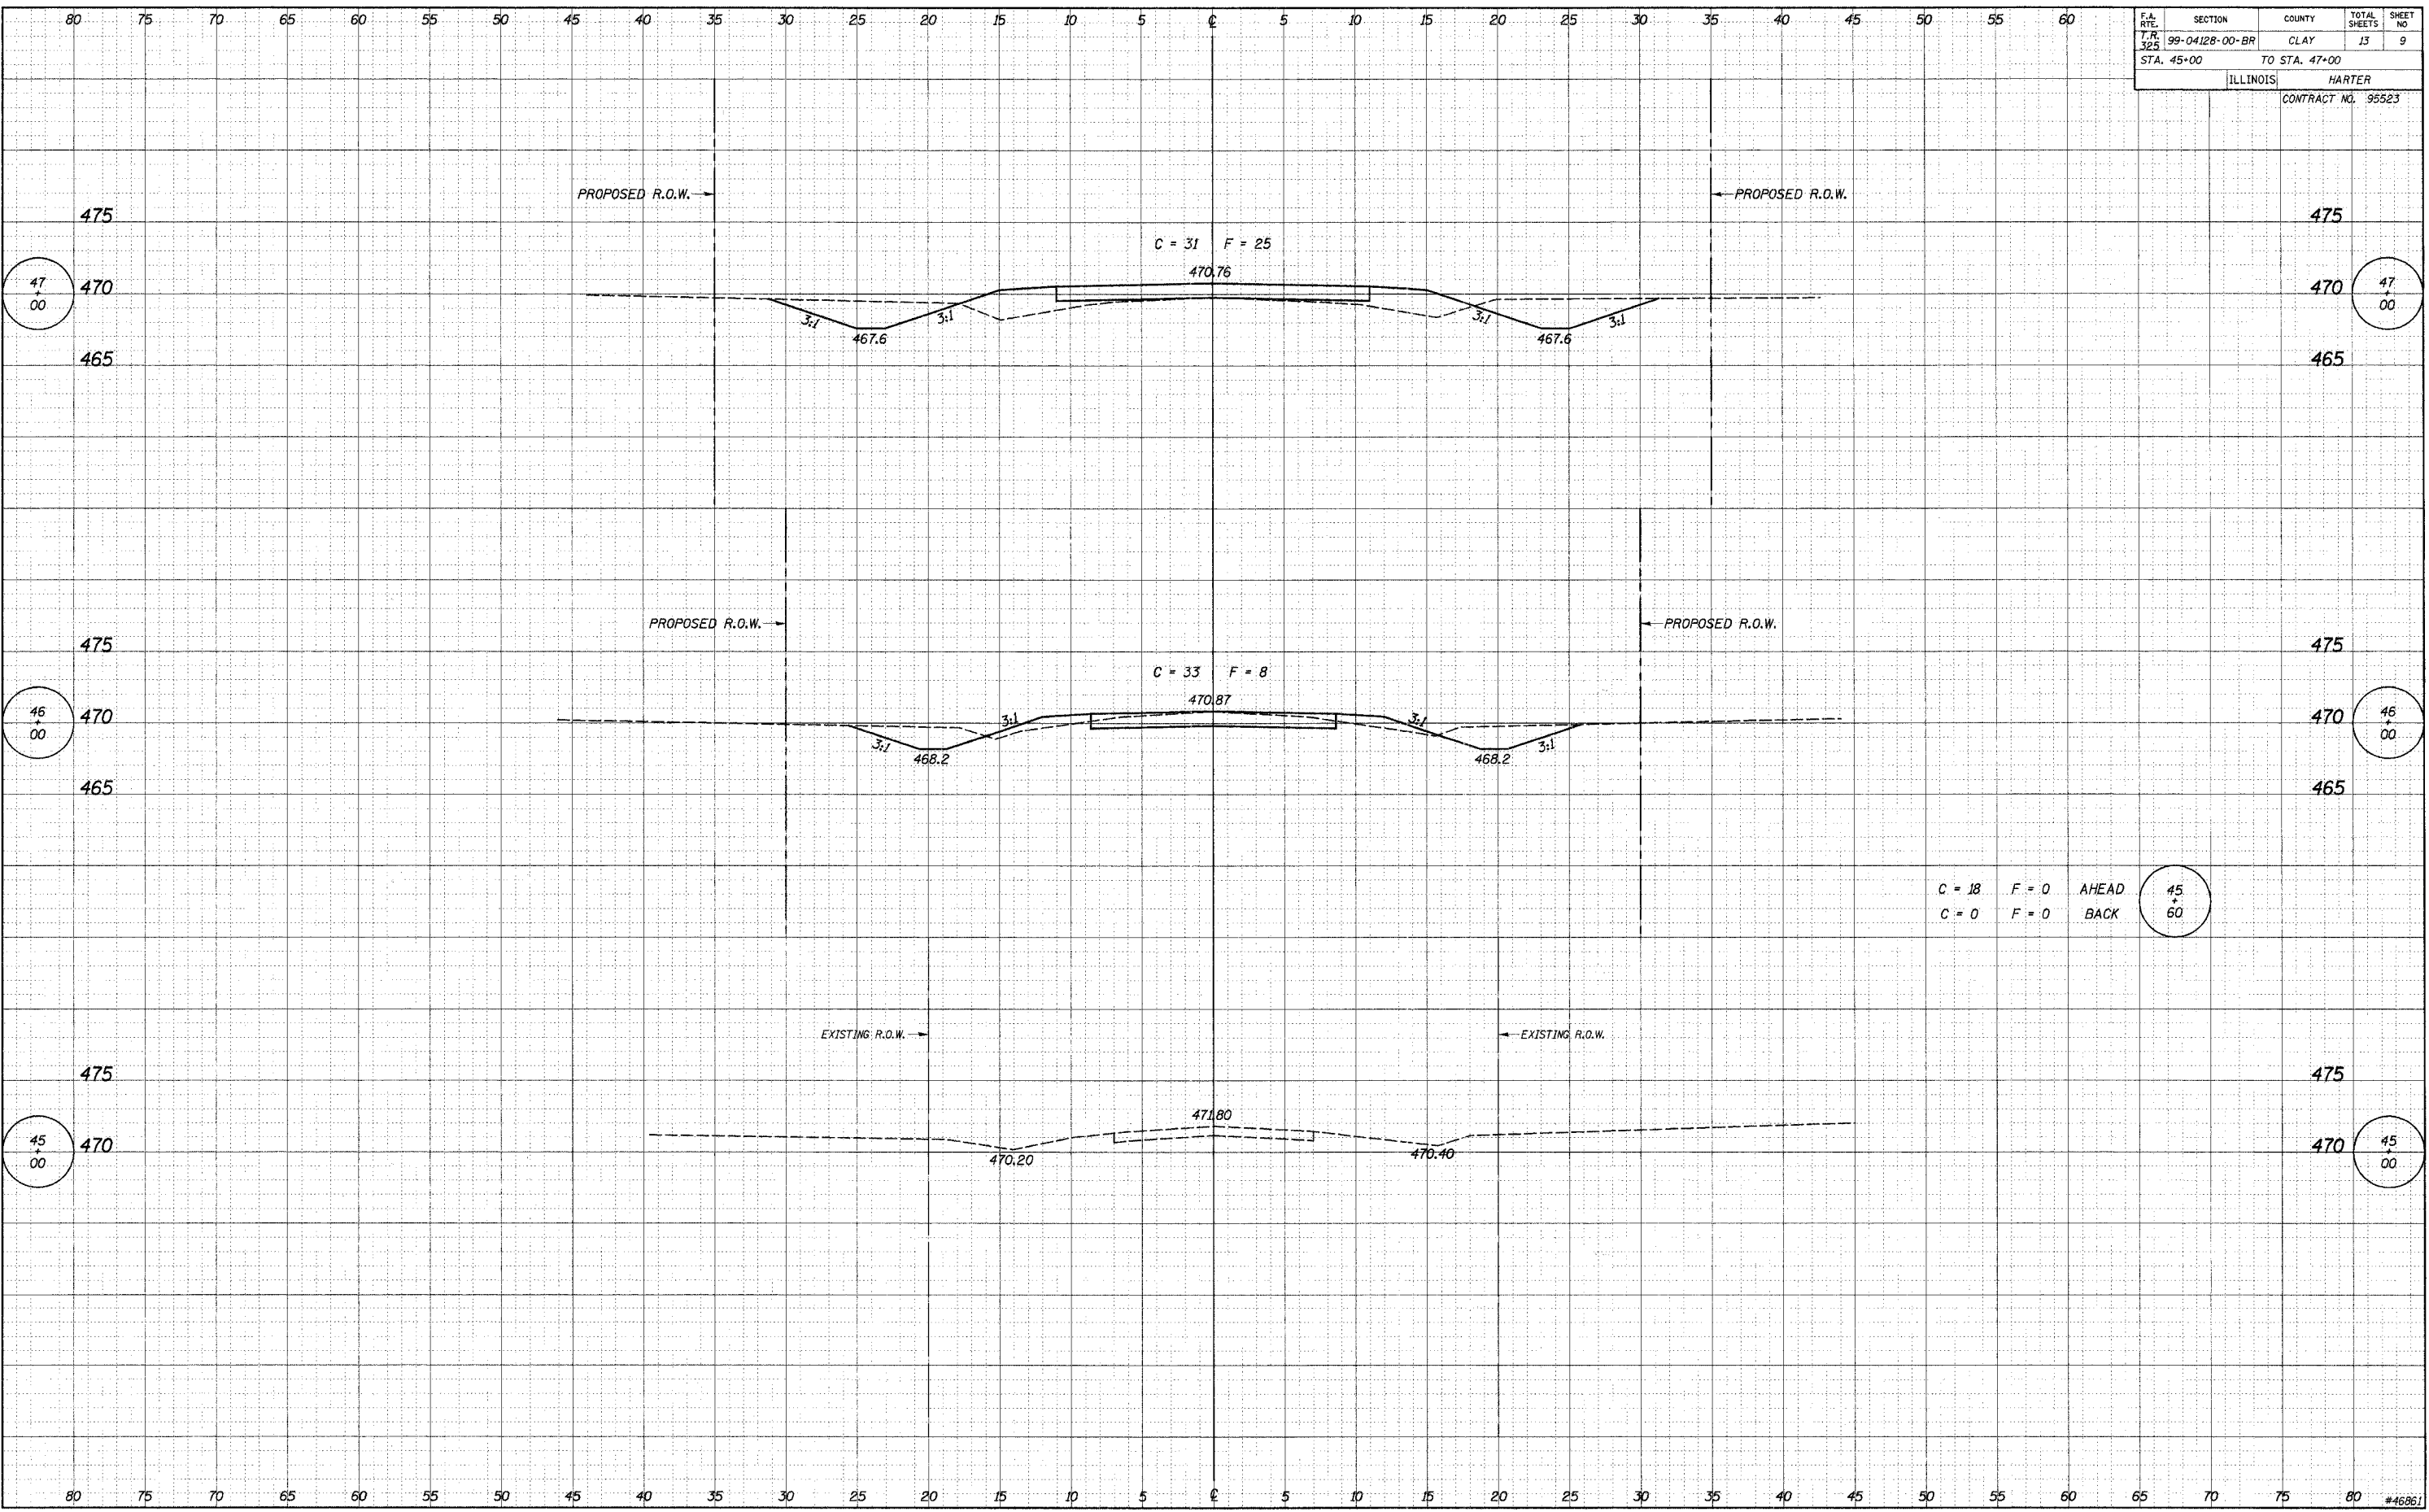 80 75 70 65 60 55 50 45 40 35 30 25 20 15 10 5 ℄ 5 10 15 20 25 30 35 40 45 50 55 60
F.A. RTE. SECTION COUNTY TOTAL SHEETS SHEET NO
T.R. 325 99-04128-00-BR CLAY 13 9
STA. 45+00 TO STA. 47+00
ILLINOIS HARTER
CONTRACT NO. 95523
PROPOSED R.O.W. PROPOSED R.O.W.
475 475
C = 31 F = 25
470.76
47 + 00 470 470 47 + 00
3:1 3:1 3:1 3:1
467.6 467.6
465 465
PROPOSED R.O.W. PROPOSED R.O.W.
475 475
C = 33 F = 8
470.87
46 + 00 470 470 46 + 00
3:1 3:1 3:1 3:1
468.2 468.2
465 465
C = 18 F = 0 AHEAD 45 + 60
C = 0 F = 0 BACK
EXISTING R.O.W. EXISTING R.O.W.
475 475
471.80
45 + 00 470 470 45 + 00
470.20 470.40
80 75 70 65 60 55 50 45 40 35 30 25 20 15 10 5 ℄ 5 10 15 20 25 30 35 40 45 50 55 60 65 70 75 80
#46861